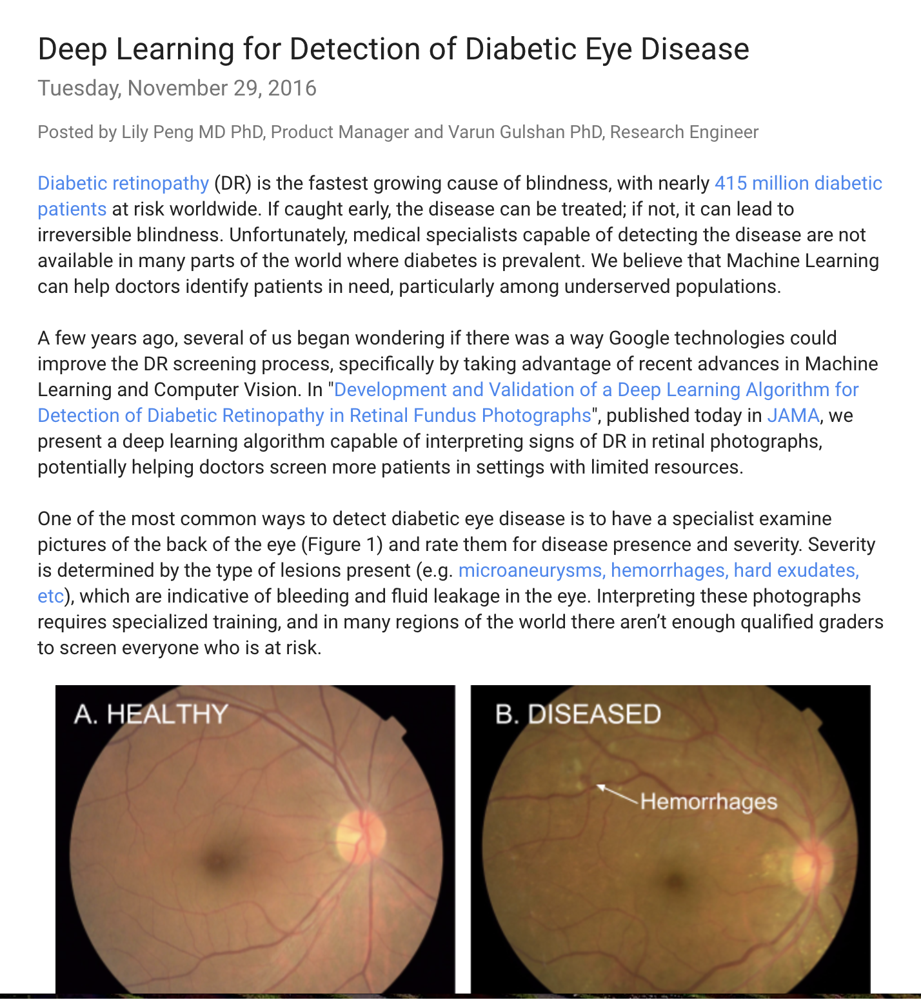 Deep Learning for Detection of Diabetic Eye Disease
Tuesday, November 29, 2016
Posted by Lily Peng MD PhD, Product Manager and Varun Gulshan PhD, Research Engineer
Diabetic retinopathy (DR) is the fastest growing cause of blindness, with nearly 415 million diabetic
patients at risk worldwide. If caught early, the disease can be treated; if not, it can lead to
irreversible blindness. Unfortunately, medical specialists capable of detecting the disease are not
available in many parts of the world where diabetes is prevalent. We believe that Machine Learning
can help doctors identify patients in need, particularly among underserved populations.
A few years ago, several of us began wondering if there was a way Google technologies could
improve the DR screening process, specifically by taking advantage of recent advances in Machine
Learning and Computer Vision. In "Development and Validation of a Deep Learning Algorithm for
Detection of Diabetic Retinopathy in Retinal Fundus Photographs", published today in JAMA, we
present a deep learning algorithm capable of interpreting signs of DR in retinal photographs,
potentially helping doctors screen more patients in settings with limited resources.
One of the most common ways to detect diabetic eye disease is to have a specialist examine
pictures of the back of the eye (Figure 1) and rate them for disease presence and severity. Severity
is determined by the type of lesions present (e.g. microaneurysms, hemorrhages, hard exudates,
etc), which are indicative of bleeding and fluid leakage in the eye. Interpreting these photographs
requires specialized training, and in many regions of the world there aren’t enough qualified graders
to screen everyone who is at risk.
A. HEALTHY
B. DISEASED
Hemorrhages